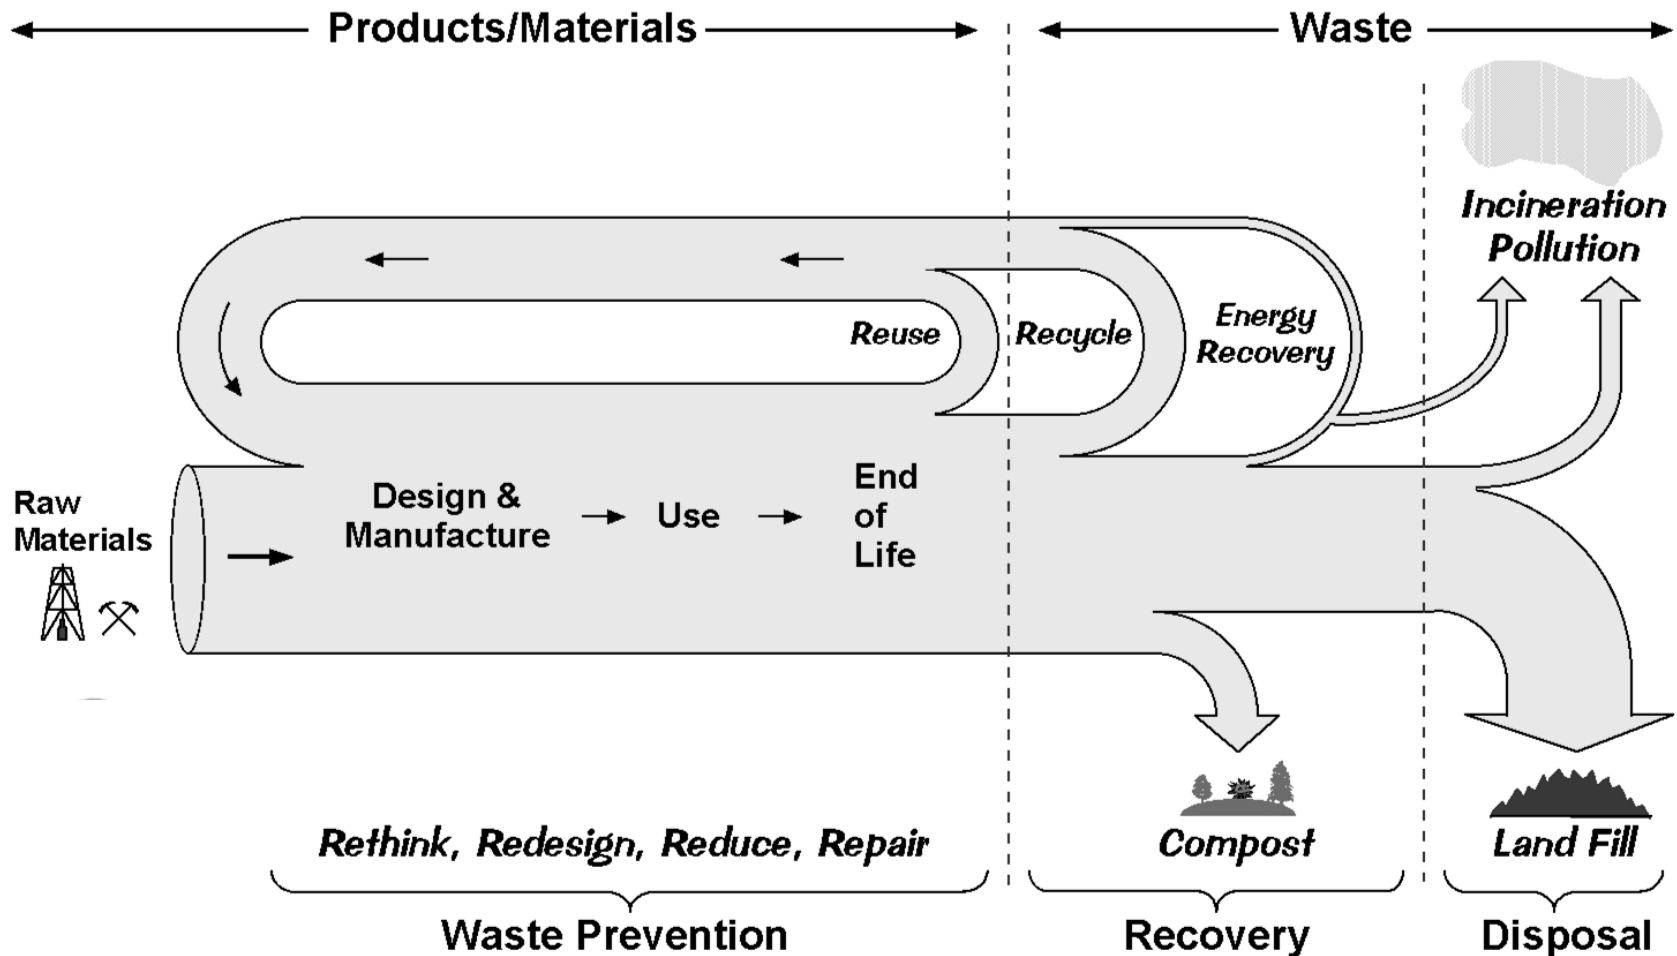 Products/Materials
Waste
Incineration
Pollution
Reuse
Recycle
Energy
Recovery
Raw
Materials
Design &
Manufacture
Use
End
of
Life
Rethink, Redesign, Reduce, Repair
Compost
Land Fill
Waste Prevention
Recovery
Disposal